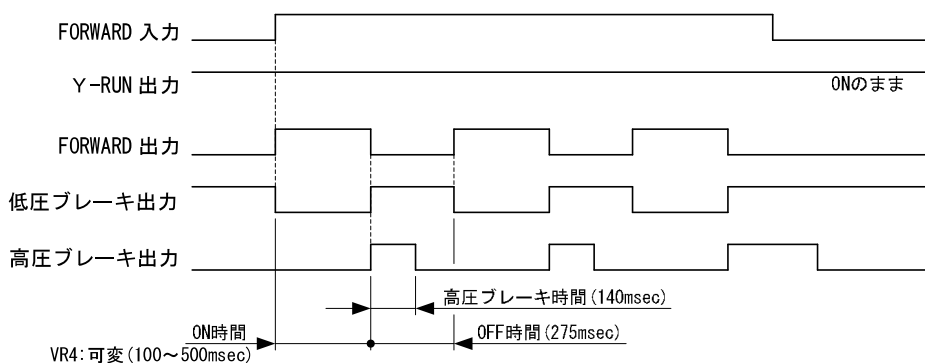 FORWARD 入力
Y-RUN 出力
ONのまま
FORWARD 出力
低圧ブレーキ出力
高圧ブレーキ出力
高圧ブレーキ時間(140msec)
ON時間
OFF時間(275msec)
VR4:可変(100～500msec)